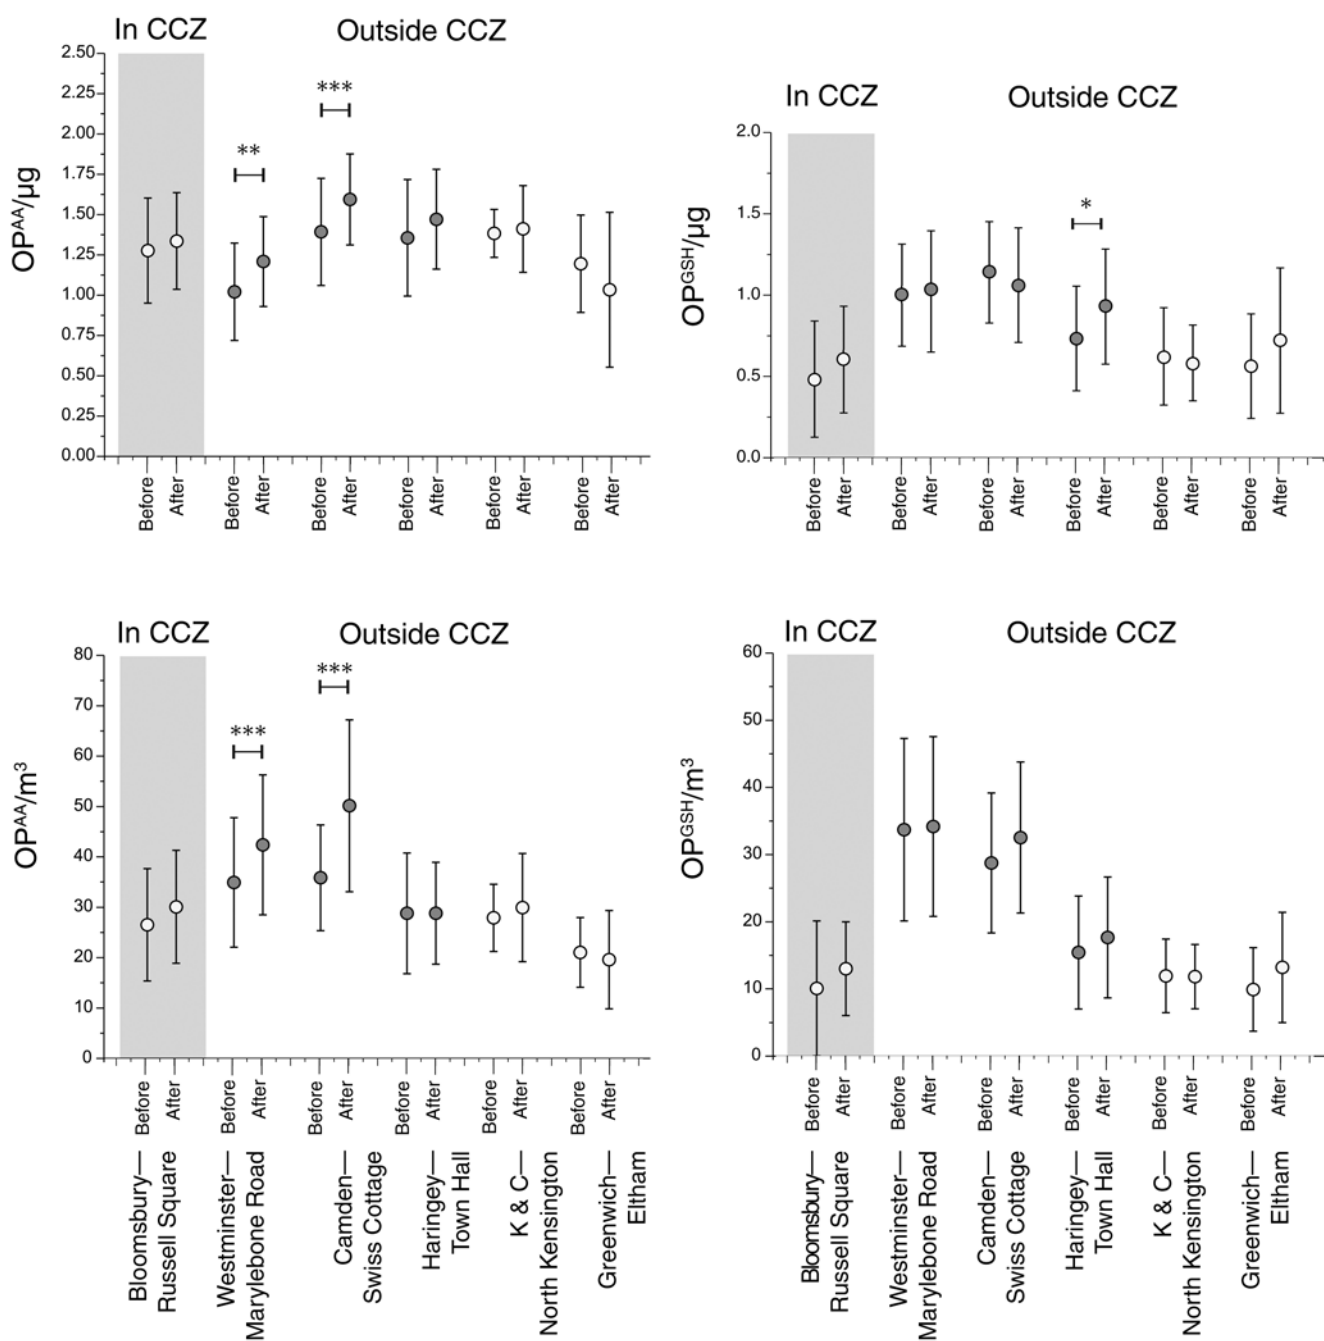 In CCZ
Outside CCZ
OP^AA/µg
2.50
2.25
2.00
1.75
1.50
1.25
1.00
0.75
0.50
0.25
0.00
**
***
Before
After
Before
After
Before
After
Before
After
Before
After
Before
After
In CCZ
Outside CCZ
OP^GSH/µg
2.0
1.5
1.0
0.5
0.0
*
Before
After
Before
After
Before
After
Before
After
Before
After
Before
After
In CCZ
Outside CCZ
OP^AA/m³
80
70
60
50
40
30
20
10
0
***
***
Before
After
Before
After
Before
After
Before
After
Before
After
Before
After
Bloomsbury—
Russell Square
Westminster—
Marylebone Road
Camden—
Swiss Cottage
Haringey—
Town Hall
K & C—
North Kensington
Greenwich—
Eltham
In CCZ
Outside CCZ
OP^GSH/m³
60
50
40
30
20
10
0
Before
After
Before
After
Before
After
Before
After
Before
After
Before
After
Bloomsbury—
Russell Square
Westminster—
Marylebone Road
Camden—
Swiss Cottage
Haringey—
Town Hall
K & C—
North Kensington
Greenwich—
Eltham